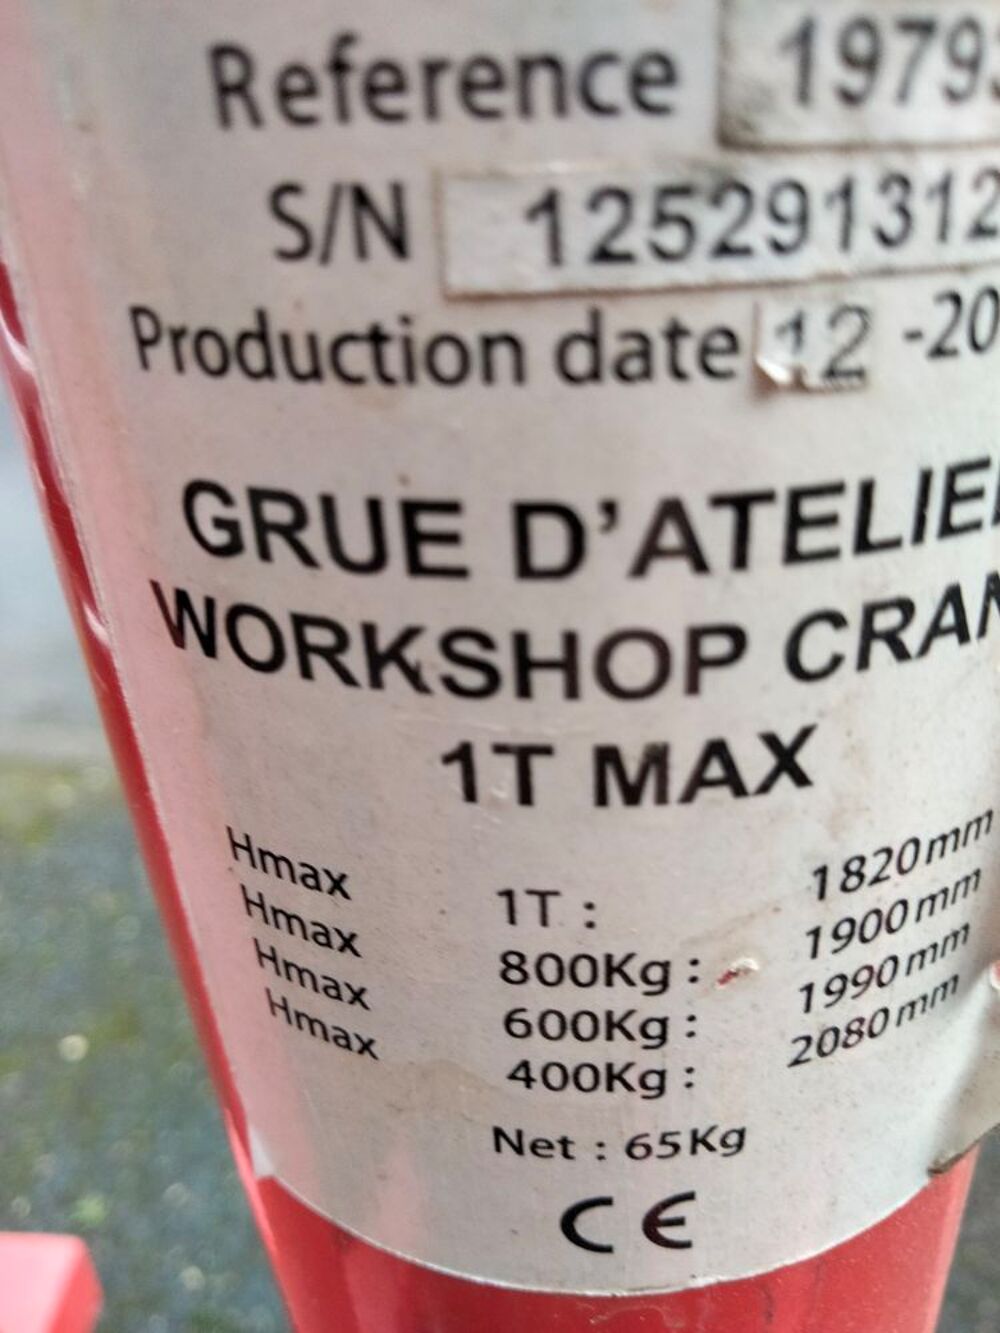 Reference 1979
S/N 125291312
Production date 12 -20
GRUE D'ATELIE
WORKSHOP CRAN
1T MAX
Hmax 1T : 1820mm
Hmax 800Kg : 1900mm
Hmax 600Kg : 1990mm
Hmax 400Kg : 2080mm
Net : 65Kg
CE